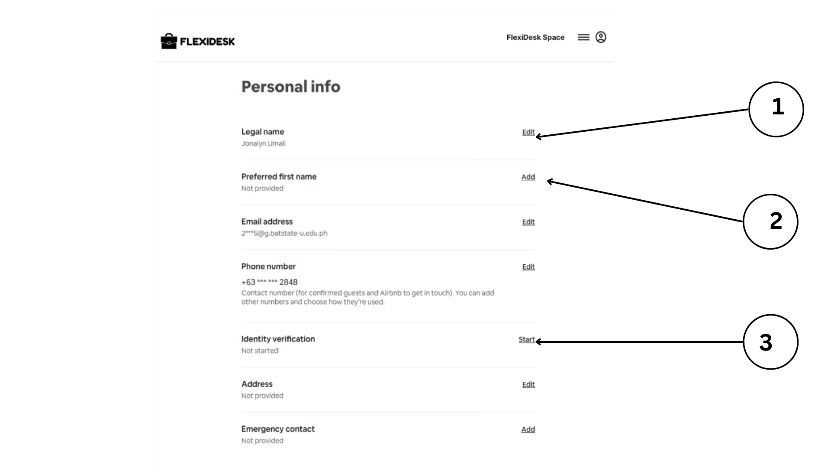 FLEXIDESK
FlexiDesk Space
Personal info
1
Legal name
Edit
Jonalyn Umali
Preferred first name
Add
Not provided
2
Email address
Edit
2***5@g.batstate-u.edu.ph
Phone number
Edit
+63 *** *** 2848
Contact number (for confirmed guests and Airbnb to get in touch). You can add
other numbers and choose how they're used.
Identity verification
Start
3
Not started
Address
Edit
Not provided
Emergency contact
Add
Not provided